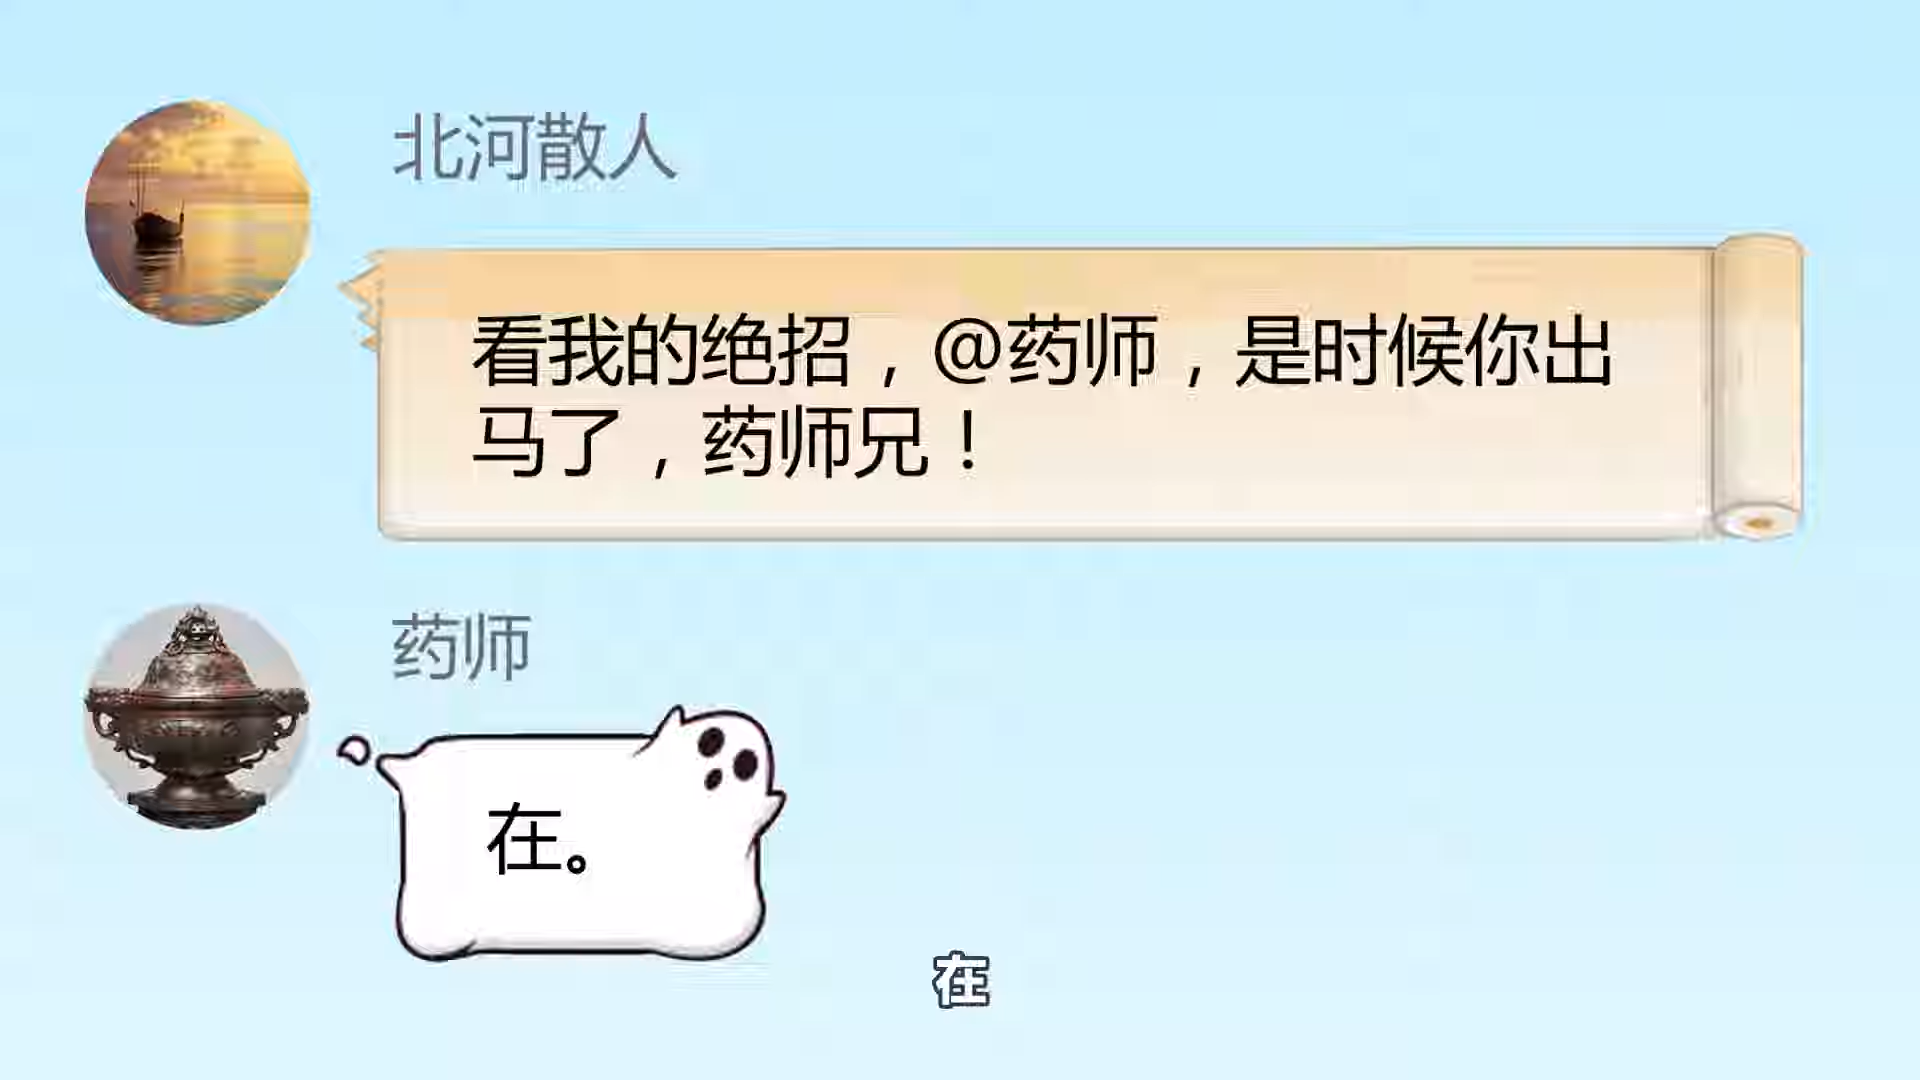 北河散人
看我的绝招，@药师，是时候你出
马了，药师兄！
药师
在。
在